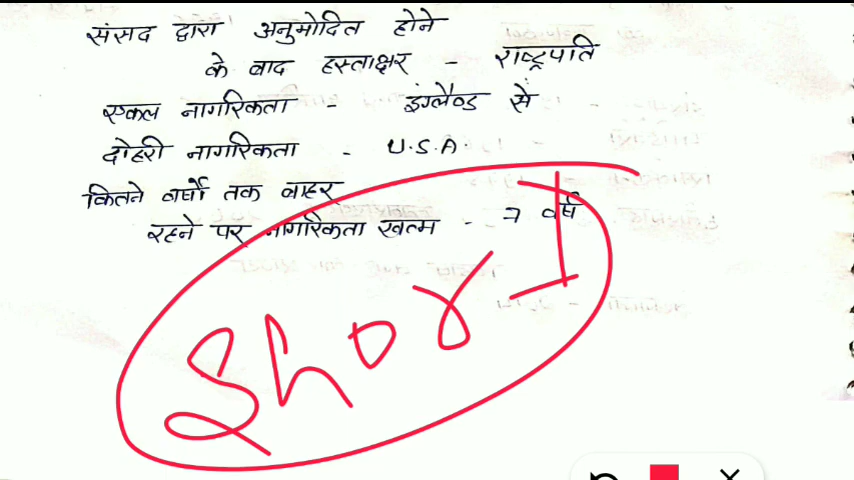 संसद द्वारा अनुमोदित होने
के बाद हस्ताक्षर - राष्ट्रपति
एकल नागरिकता - इंग्लैण्ड से
दोहरी नागरिकता - U.S.A.
कितने वर्षों तक बाहर
रहने पर नागरिकता खत्म - 7 वर्ष
Short